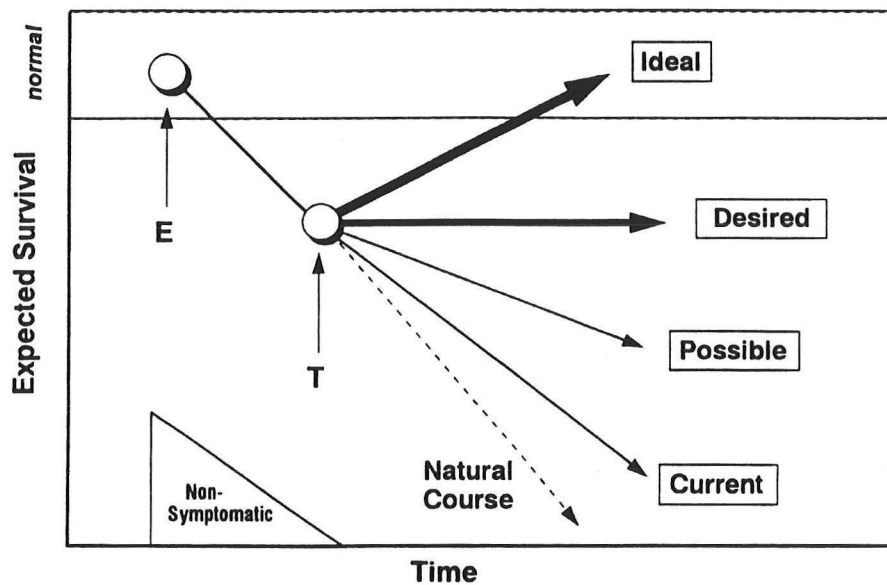 normal
Expected Survival
Ideal
E
Desired
T
Possible
Natural
Course
Current
Non-
Symptomatic
Time